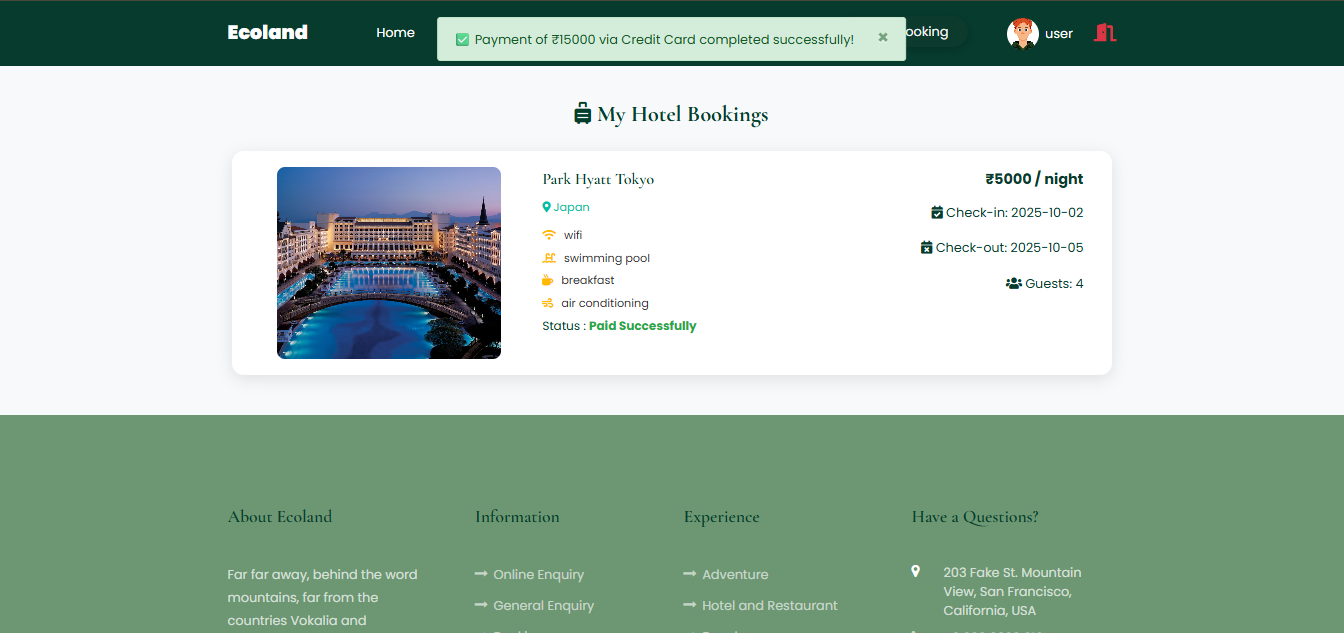 Ecoland
Home
✅ Payment of ₹15000 via Credit Card completed successfully! ×
ooking
user
My Hotel Bookings
Park Hyatt Tokyo
Japan
wifi
swimming pool
breakfast
air conditioning
Status : Paid Successfully
₹5000 / night
Check-in: 2025-10-02
Check-out: 2025-10-05
Guests: 4
About Ecoland
Far far away, behind the word
mountains, far from the
countries Vokalia and
Information
Online Enquiry
General Enquiry
Experience
Adventure
Hotel and Restaurant
Have a Questions?
203 Fake St. Mountain
View, San Francisco,
California, USA